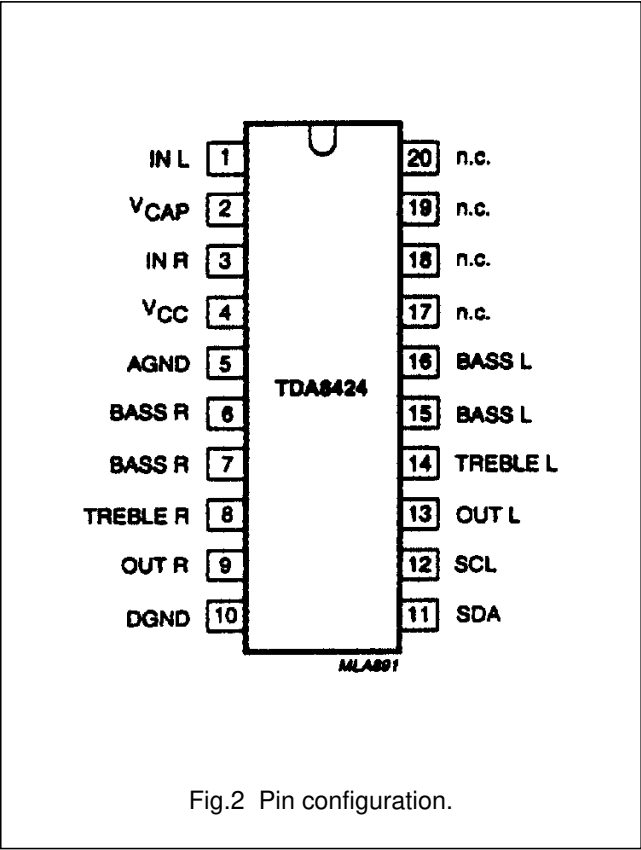 IN L 1 20 n.c.
VCAP 2 19 n.c.
IN R 3 18 n.c.
VCC 4 17 n.c.
AGND 5 16 BASS L
TDA8424
BASS R 6 15 BASS L
BASS R 7 14 TREBLE L
TREBLE R 8 13 OUT L
OUT R 9 12 SCL
DGND 10 11 SDA
MLA891
Fig.2 Pin configuration.